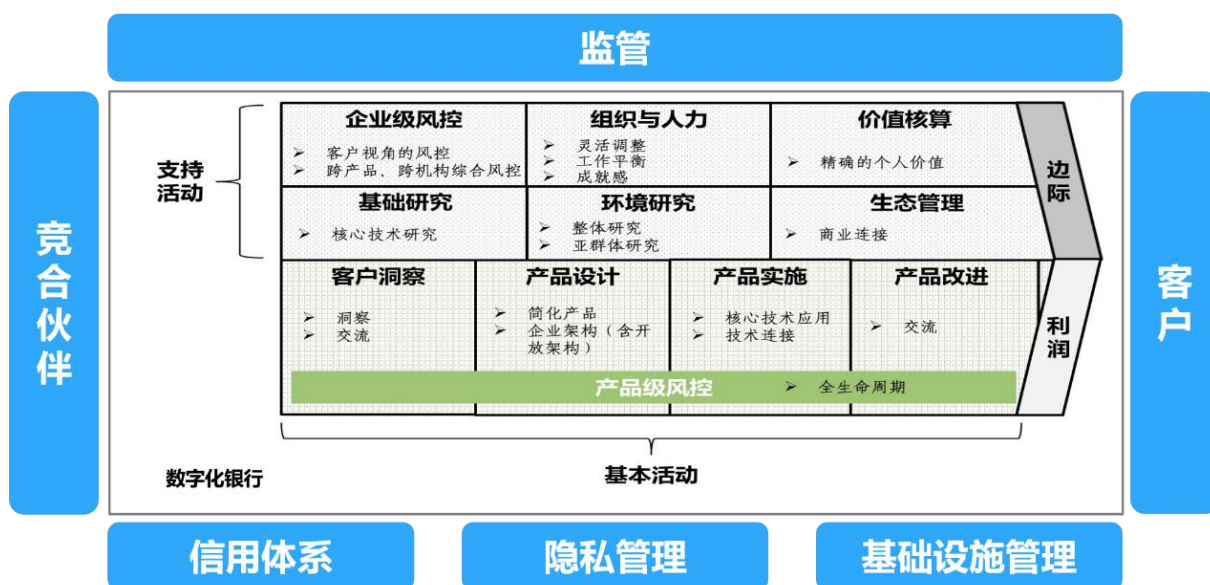 监管
竞合伙伴
客户
支持活动
企业级风控
➢ 客户视角的风控
➢ 跨产品、跨机构综合风控
组织与人力
➢ 灵活调整
➢ 工作平衡
➢ 成就感
价值核算
➢ 精确的个人价值
边际
基础研究
➢ 核心技术研究
环境研究
➢ 整体研究
➢ 亚群体研究
生态管理
➢ 商业连接
客户洞察
➢ 洞察
➢ 交流
产品设计
➢ 简化产品
➢ 企业架构（含开
放架构）
产品实施
➢ 核心技术应用
➢ 技术连接
产品改进
➢ 交流
利润
产品级风控 ➢ 全生命周期
基本活动
数字化银行
信用体系
隐私管理
基础设施管理